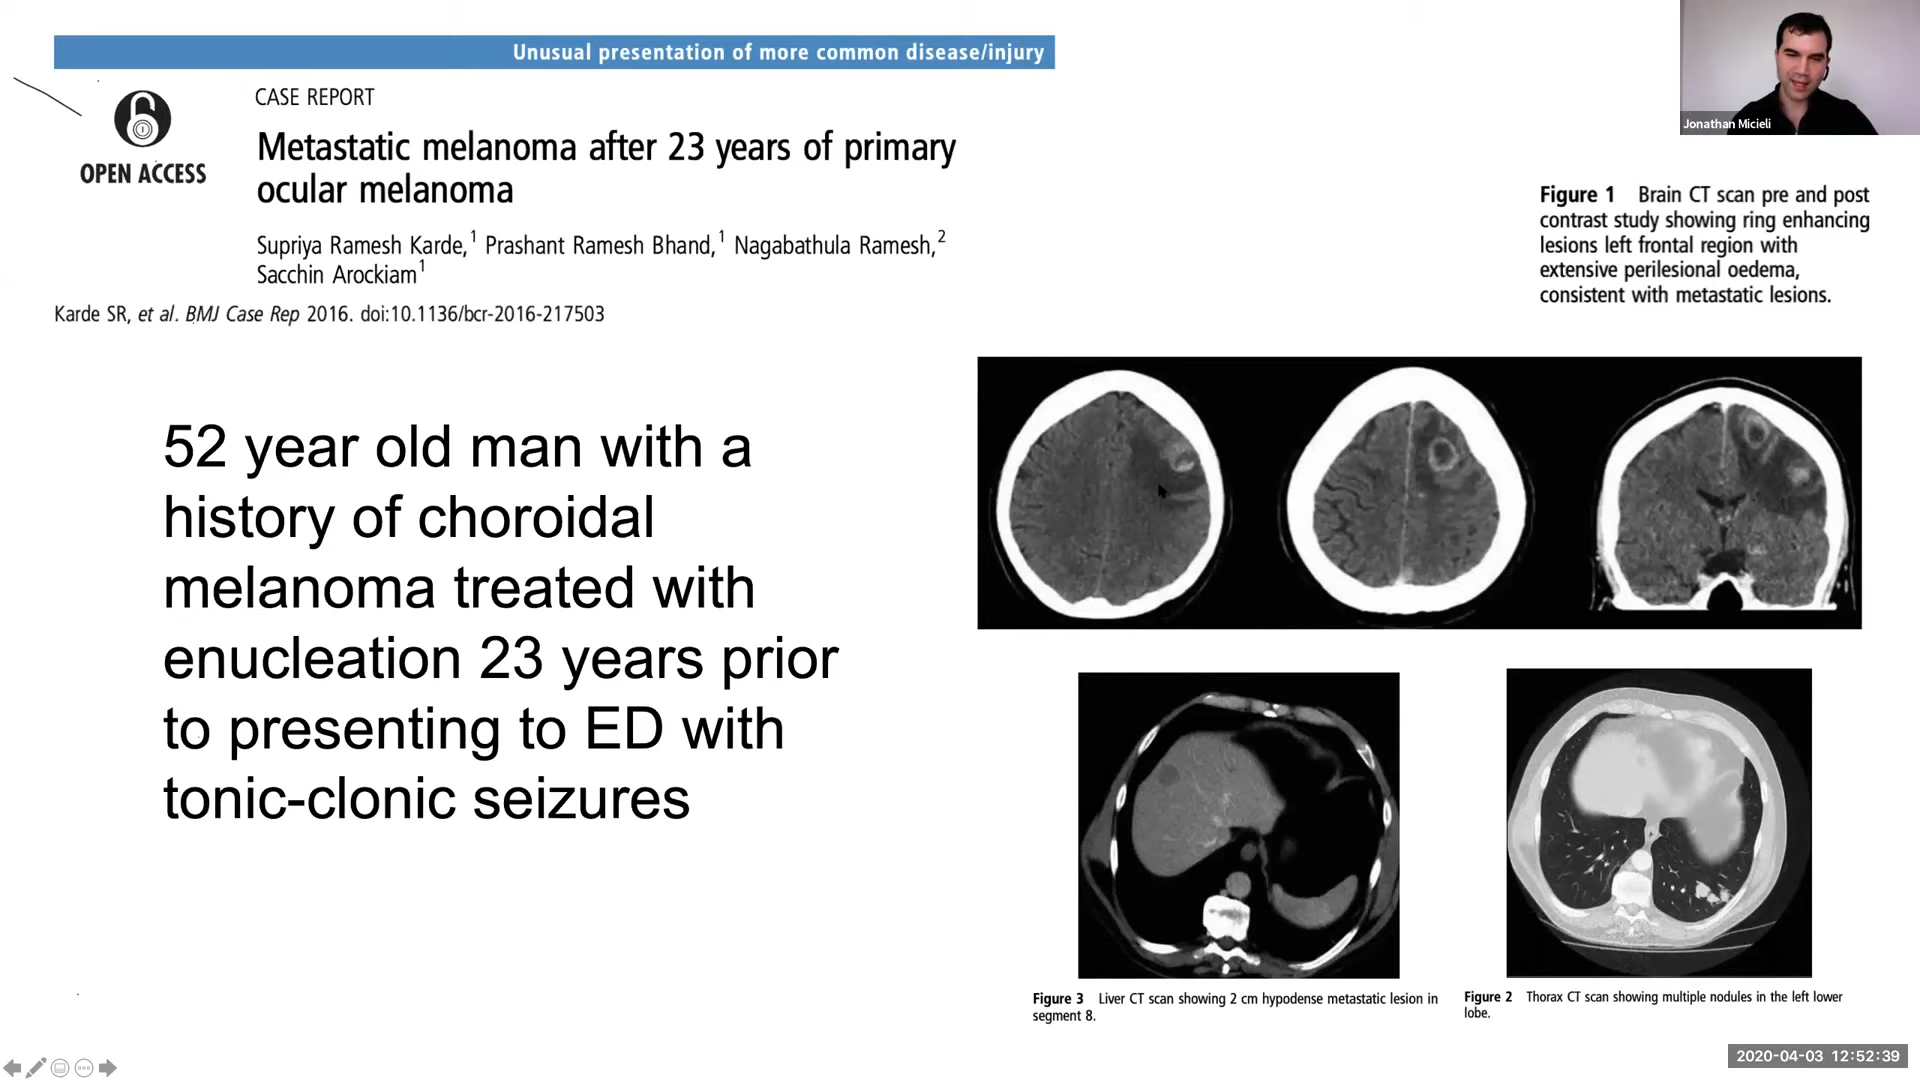 Unusual presentation of more common disease/injury
OPEN ACCESS
CASE REPORT
Metastatic melanoma after 23 years of primary
ocular melanoma
Supriya Ramesh Karde,1 Prashant Ramesh Bhand,1 Nagabathula Ramesh,2
Sacchin Arockiam1
Karde SR, et al. BMJ Case Rep 2016. doi:10.1136/bcr-2016-217503
Jonathan Micieli
Figure 1 Brain CT scan pre and post
contrast study showing ring enhancing
lesions left frontal region with
extensive perilesional oedema,
consistent with metastatic lesions.
52 year old man with a
history of choroidal
melanoma treated with
enucleation 23 years prior
to presenting to ED with
tonic-clonic seizures
Figure 3 Liver CT scan showing 2 cm hypodense metastatic lesion in
segment 8.
Figure 2 Thorax CT scan showing multiple nodules in the left lower
lobe.
2020-04-03 12:52:39